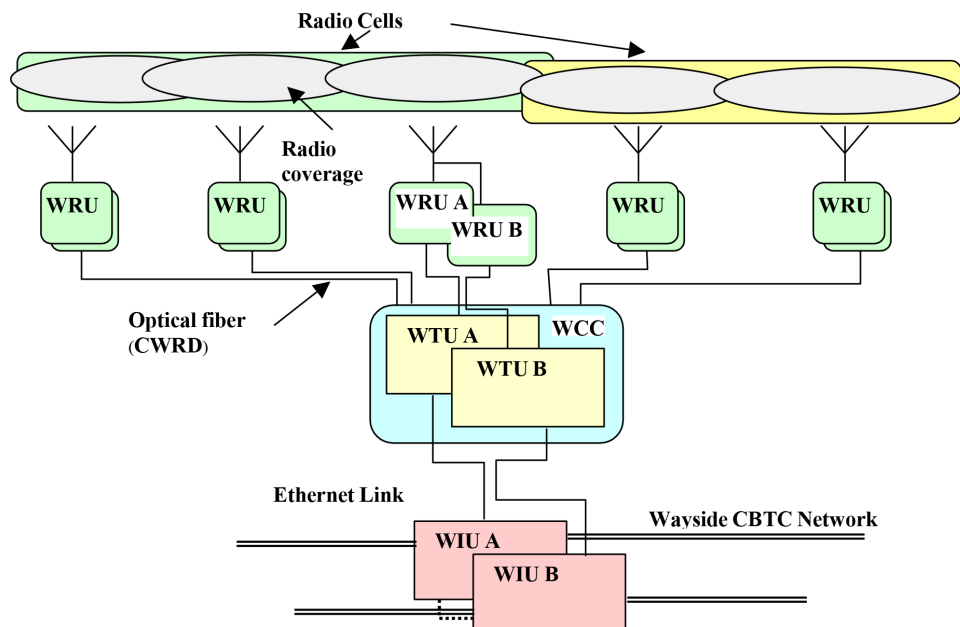 Radio Cells
Radio
coverage
WRU
WRU
WRU A
WRU B
WRU
WRU
Optical fiber
(CWRD)
WCC
WTU A
WTU B
Ethernet Link
Wayside CBTC Network
WIU A
WIU B